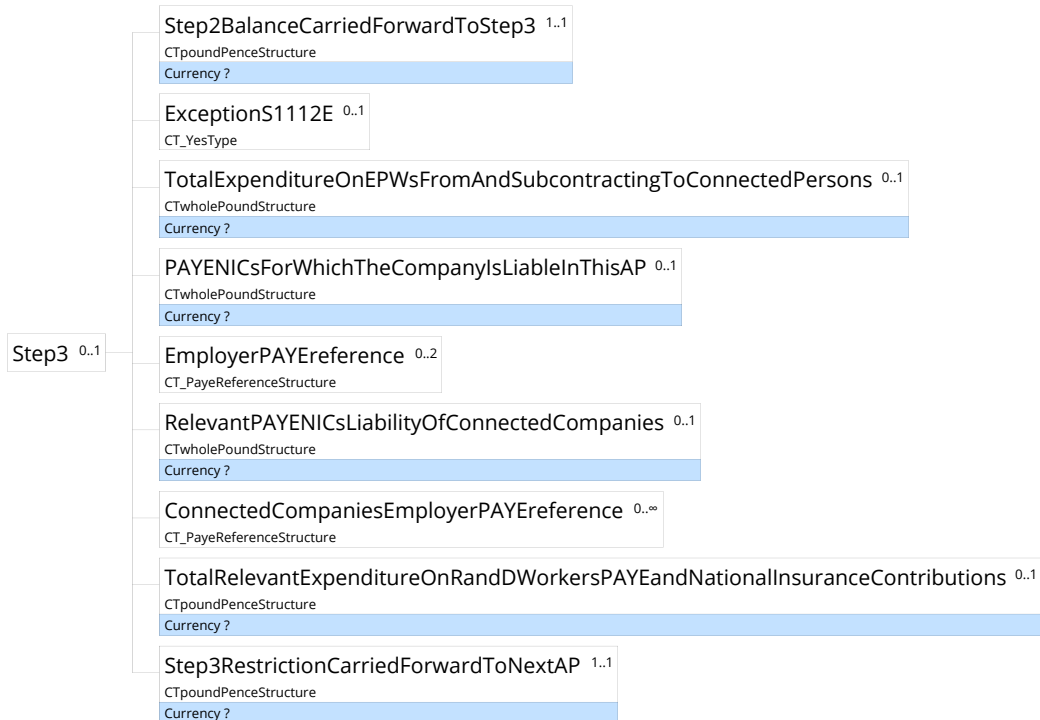 Step2BalanceCarriedForwardToStep3 1..1
CTpoundPenceStructure
Currency ?
ExceptionS1112E 0..1
CT_YesType
TotalExpenditureOnEPWsFromAndSubcontractingToConnectedPersons 0..1
CTwholePoundStructure
Currency ?
PAYENICsForWhichTheCompanyIsLiableInThisAP 0..1
CTwholePoundStructure
Currency ?
Step3 0..1
EmployerPAYEreference 0..2
CT_PayeReferenceStructure
RelevantPAYENICsLiabilityOfConnectedCompanies 0..1
CTwholePoundStructure
Currency ?
ConnectedCompaniesEmployerPAYEreference 0..∞
CT_PayeReferenceStructure
TotalRelevantExpenditureOnRandDWorkersPAYEandNationalInsuranceContributions 0..1
CTpoundPenceStructure
Currency ?
Step3RestrictionCarriedForwardToNextAP 1..1
CTpoundPenceStructure
Currency ?